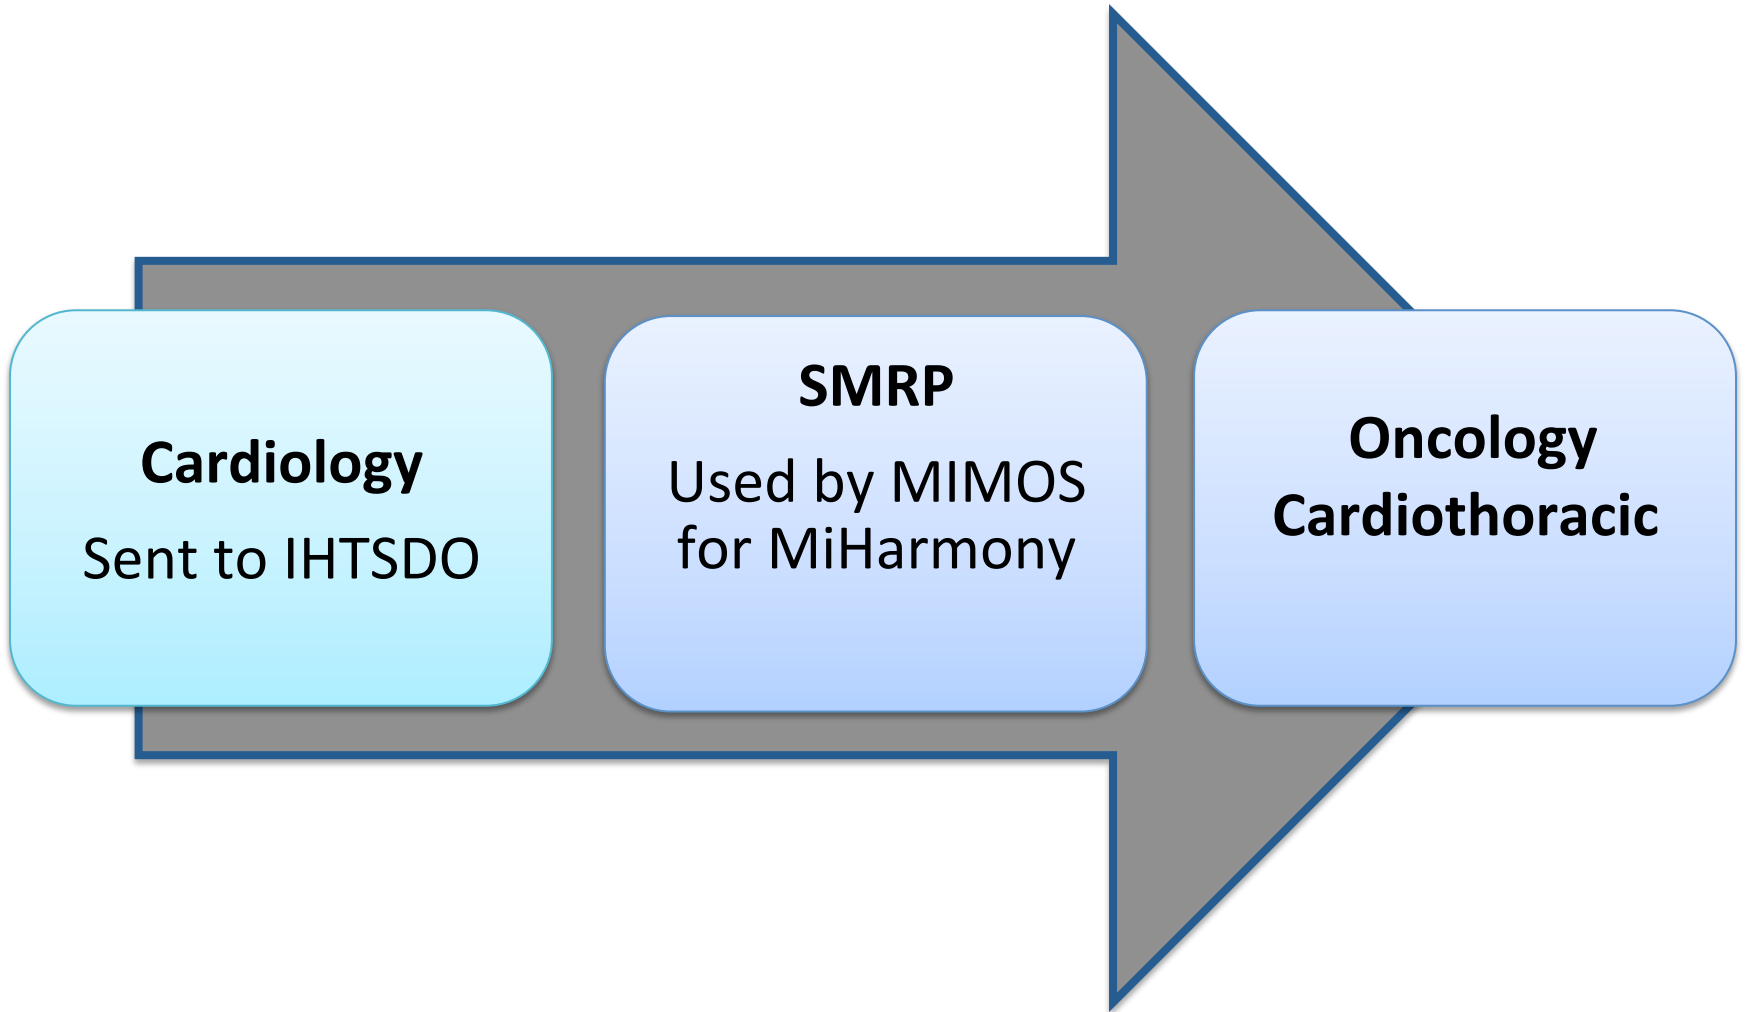 Cardiology
Sent to IHTSDO
SMRP
Used by MIMOS
for MiHarmony
Oncology
Cardiothoracic